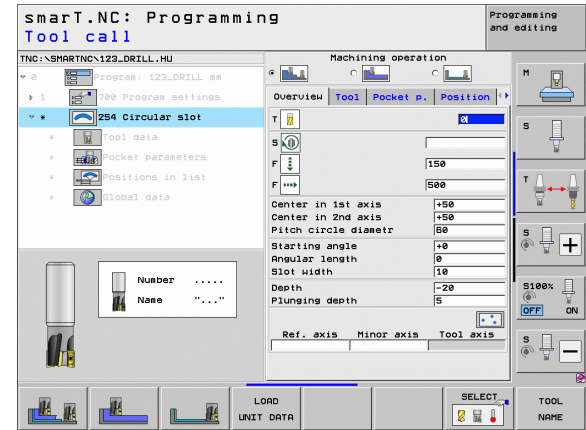 smarT.NC: Programming
Tool call
Programming
and editing
TNC:\SMARTNC\123_DRILL.HU
0 Program: 123_DRILL mm
1 700 Program settings
* 254 Circular slot
* Tool data
* Pocket parameters
* Positions in list
* Global data
Number .....
Name "..."
Machining operation
Overview Tool Pocket p. Position
T 0
S
F 150
F 500
Center in 1st axis +50
Center in 2nd axis +50
Pitch circle diametr 60
Starting angle +0
Angular length 0
Slot width 10
Depth -20
Plunging depth 5
Ref. axis Minor axis Tool axis
M
S
T
S
S100%
OFF ON
S
LOAD
UNIT DATA
SELECT
TOOL
NAME